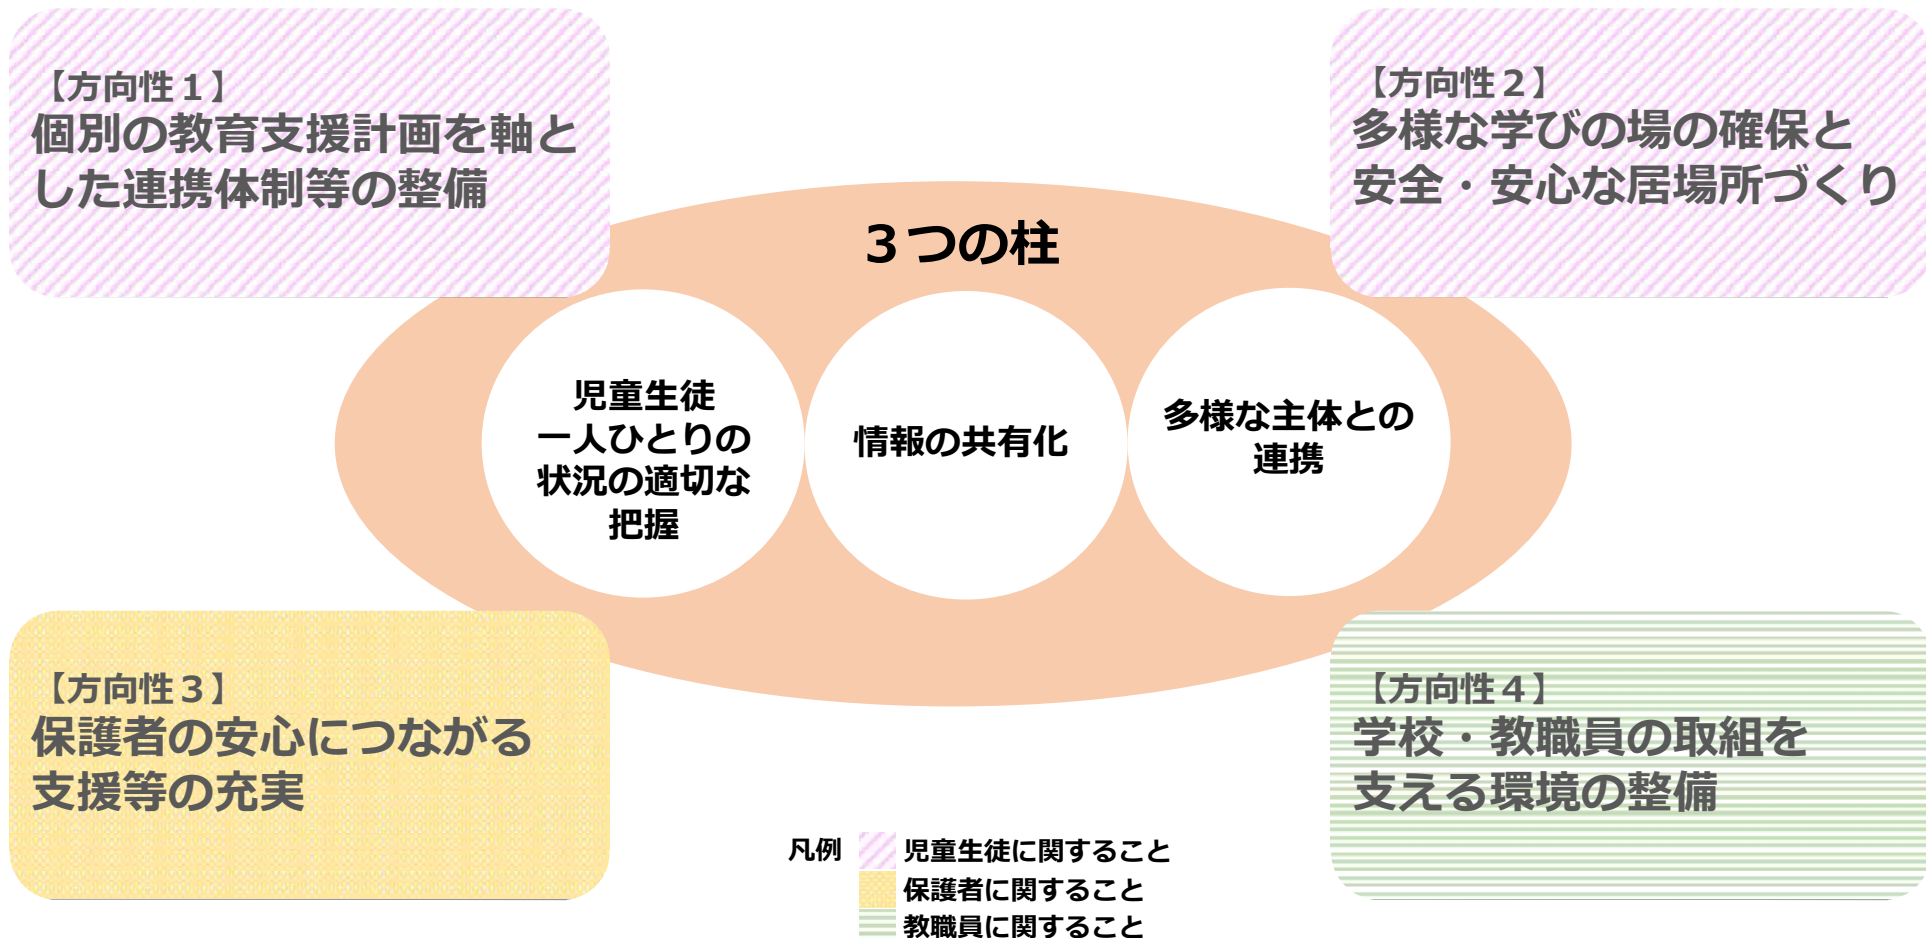 【方向性１】
個別の教育支援計画を軸と
した連携体制等の整備
【方向性２】
多様な学びの場の確保と
安全・安心な居場所づくり
３つの柱
児童生徒
一人ひとりの
状況の適切な
把握
情報の共有化
多様な主体との
連携
【方向性３】
保護者の安心につながる
支援等の充実
【方向性４】
学校・教職員の取組を
支える環境の整備
凡例
児童生徒に関すること
保護者に関すること
教職員に関すること